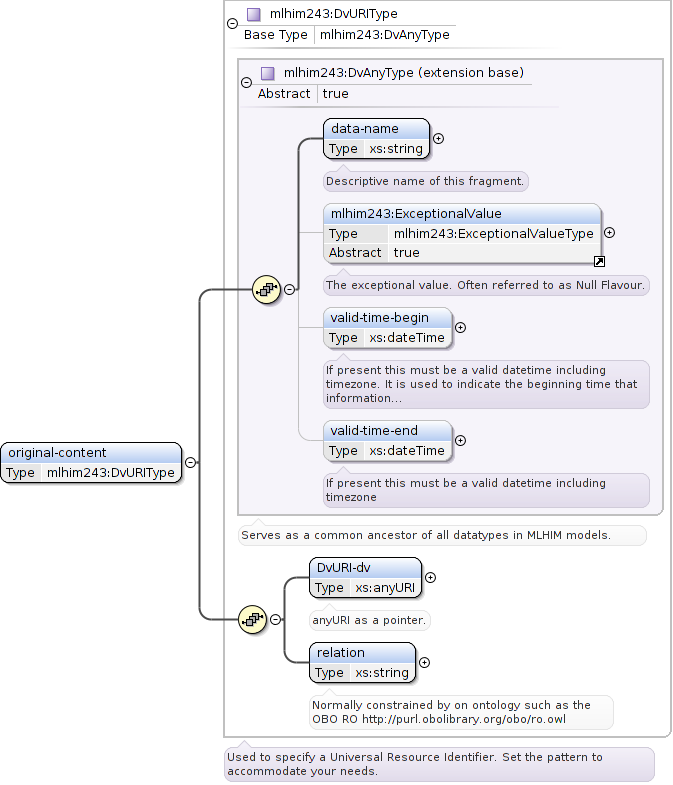 mlhim243:DvURIType
Base Type mlhim243:DvAnyType
mlhim243:DvAnyType (extension base)
Abstract true
data-name
Type xs:string
Descriptive name of this fragment.
mlhim243:ExceptionalValue
Type mlhim243:ExceptionalValueType
Abstract true
The exceptional value. Often referred to as Null Flavour.
valid-time-begin
Type xs:dateTime
If present this must be a valid datetime including
timezone. It is used to indicate the beginning time that
information...
valid-time-end
Type xs:dateTime
If present this must be a valid datetime including
timezone
original-content
Type mlhim243:DvURIType
Serves as a common ancestor of all datatypes in MLHIM models.
DvURI-dv
Type xs:anyURI
anyURI as a pointer.
relation
Type xs:string
Normally constrained by on ontology such as the
OBO RO http://purl.obolibrary.org/obo/ro.owl
Used to specify a Universal Resource Identifier. Set the pattern to
accommodate your needs.